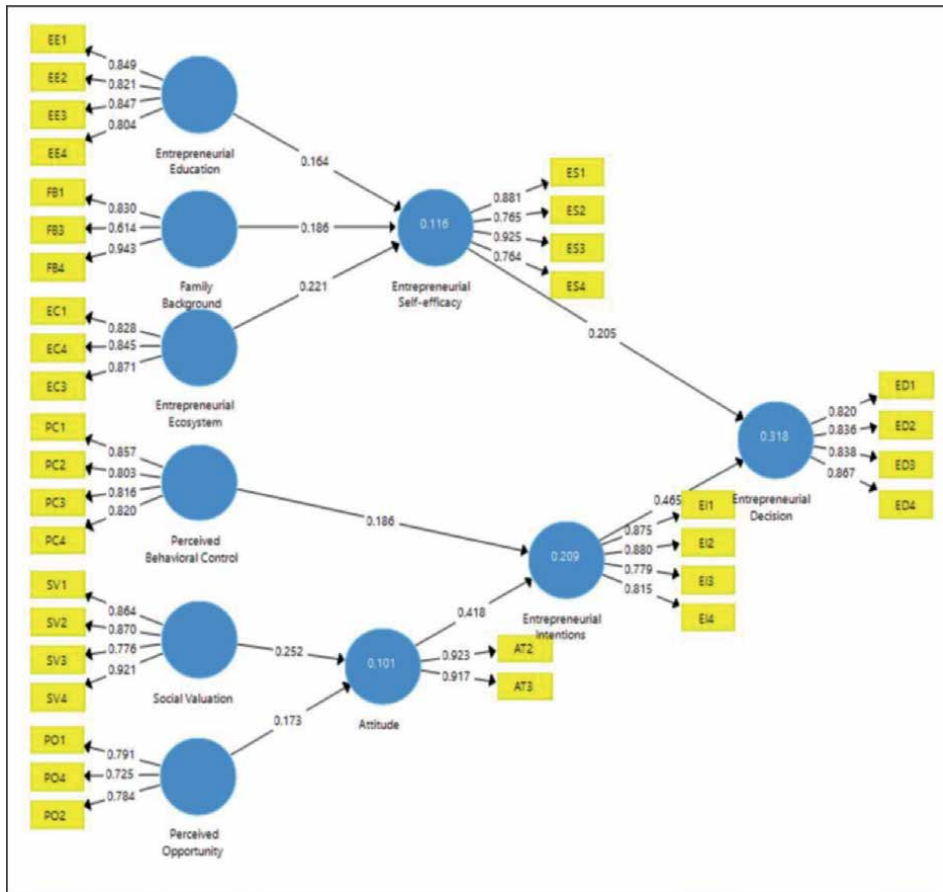 EE1
EE2
EE3
EE4
0.849
0.821
0.847
0.804
Entrepreneurial
Education
0.164
FB1
FB3
FB4
0.830
0.614
0.943
Family
Background
0.186
EC1
EC4
EC3
0.828
0.845
0.871
Entrepreneurial
Ecosystem
0.221
0.116
Entrepreneurial
Self-efficacy
0.881
0.765
0.925
0.764
ES1
ES2
ES3
ES4
0.205
PC1
PC2
PC3
PC4
0.857
0.803
0.816
0.820
Perceived
Behavioral Control
0.186
SV1
SV2
SV3
SV4
0.864
0.870
0.776
0.921
Social Valuation
0.252
PO1
PO4
PO2
0.791
0.725
0.784
Perceived
Opportunity
0.173
0.101
Attitude
0.923
0.917
AT2
AT3
0.418
0.209
Entrepreneurial
Intentions
0.875
0.880
0.779
0.815
EI1
EI2
EI3
EI4
0.465
0.318
Entrepreneurial
Decision
0.820
0.836
0.838
0.867
ED1
ED2
ED3
ED4